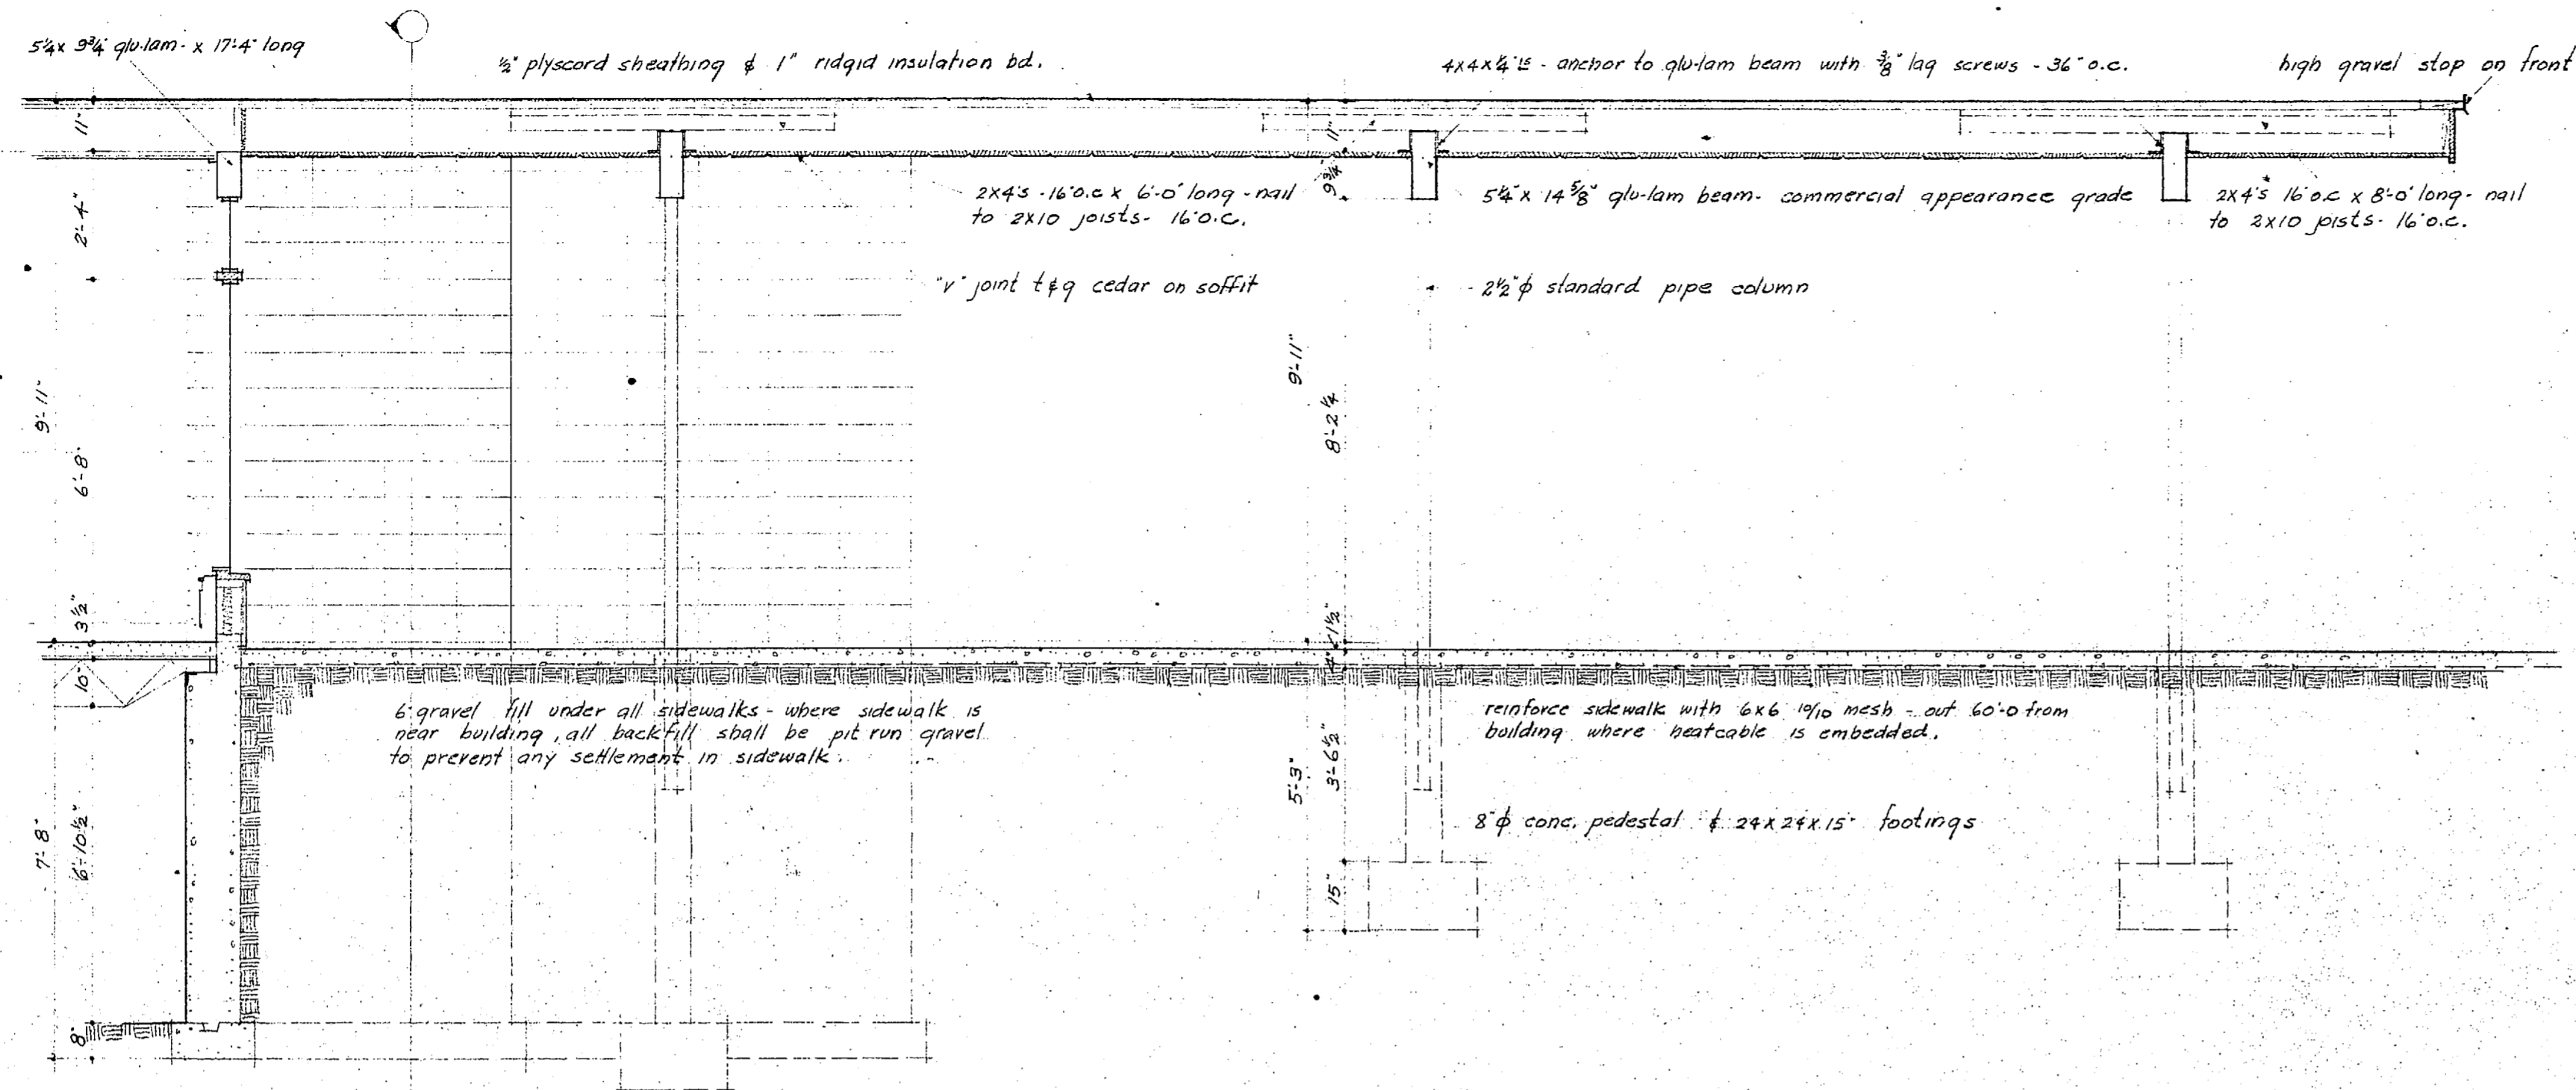 5¼ x 9¾ glu-lam - x 17'-4" long
½" plyscord sheathing & 1" ridgid insulation bd.
4x4x¼" Ls - anchor to glu-lam beam with ⅜" lag screws - 36" o.c.
high gravel stop on front
11"
2'-4"
9'-11"
6'-8"
3½"
10"
7'-8"
6'-10½"
8"
2x4's - 16" o.c x 6'-0" long - nail
to 2x10 joists - 16" o.c.
"v" joint t&g cedar on soffit
11"
9¾"
9'-11"
8'-2¼
1½"
4"
5'-3"
3'-6½"
15"
5¼" x 14⅝" glu-lam beam - commercial appearance grade
2x4's 16" o.c x 8'-0" long - nail
to 2x10 joists - 16" o.c.
2½"ϕ standard pipe column
6" gravel fill under all sidewalks - where sidewalk is
near building, all backfill shall be pit run gravel
to prevent any settlement in sidewalk.
reinforce sidewalk with 6x6 10/10 mesh - out 60'-0 from
building where heatcable is embedded.
8"ϕ conc. pedestal & 24x24x15" footings